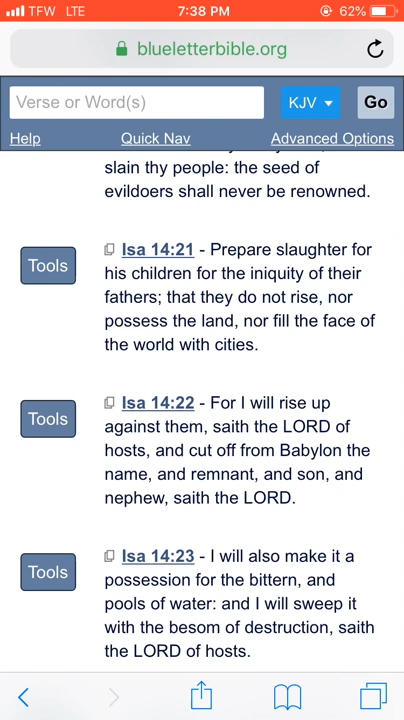 TFW LTE 7:38 PM 62%
blueletterbible.org
Verse or Word(s) KJV Go
Help Quick Nav Advanced Options
slain thy people: the seed of
evildoers shall never be renowned.
Tools Isa 14:21 - Prepare slaughter for
his children for the iniquity of their
fathers; that they do not rise, nor
possess the land, nor fill the face of
the world with cities.
Tools Isa 14:22 - For I will rise up
against them, saith the LORD of
hosts, and cut off from Babylon the
name, and remnant, and son, and
nephew, saith the LORD.
Tools Isa 14:23 - I will also make it a
possession for the bittern, and
pools of water: and I will sweep it
with the besom of destruction, saith
the LORD of hosts.